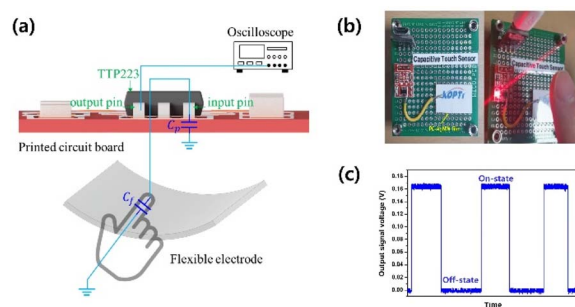 (a)
Oscilloscope
TTP223
output pin
input pin
Cp
Printed circuit board
Cf
Flexible electrode
(b)
Capacitive Touch Sensor
Capacitive Touch Sensor
(c)
Output signal voltage (V)
0.18
0.16
0.14
0.12
0.10
0.08
0.06
0.04
0.02
0.00
On-state
Off-state
Time